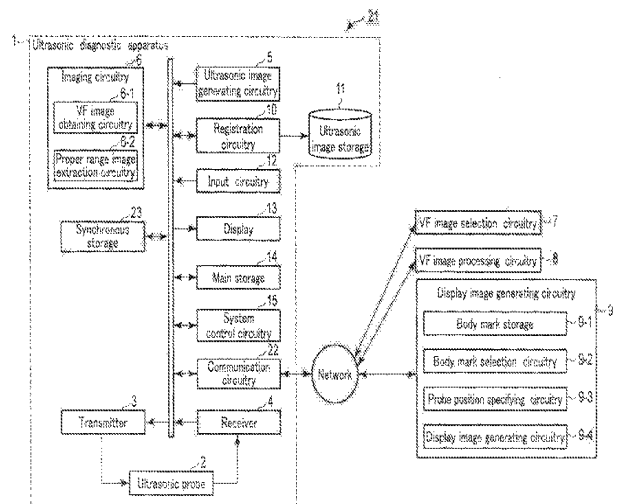 21
1
Ultrasonic diagnostic apparatus
6
Imaging circuitry
6-1
VF image
obtaining circuitry
6-2
Proper range image
extraction circuitry
5
Ultrasonic image
generating circuitry
10
Registration
circuitry
11
Ultrasonic
image storage
12
Input circuitry
23
Synchronous
storage
13
Display
14
Main storage
15
System
control circuitry
22
Communication
circuitry
3
Transmitter
4
Receiver
2
Ultrasonic probe
Network
VF image selection circuitry
7
VF image processing circuitry
8
Display image generating circuitry
9
Body mark storage
9-1
Body mark selection circuitry
9-2
Probe position specifying circuitry
9-3
Display image generating circuitry
9-4